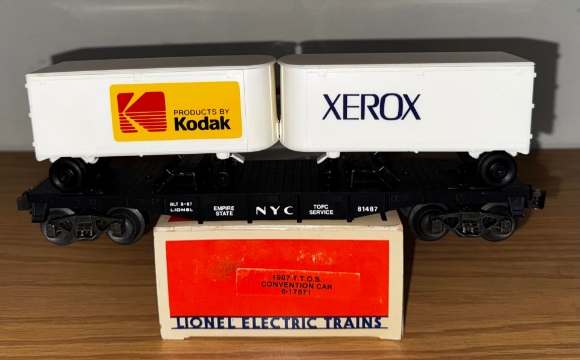 PRODUCTS BY
Kodak
XEROX
BLT 8-87
LIONEL
EMPIRE
STATE
NYC
TOFC
SERVICE
81487
1987 T.T.O.S.
CONVENTION CAR
6-17871
LIONEL ELECTRIC TRAINS